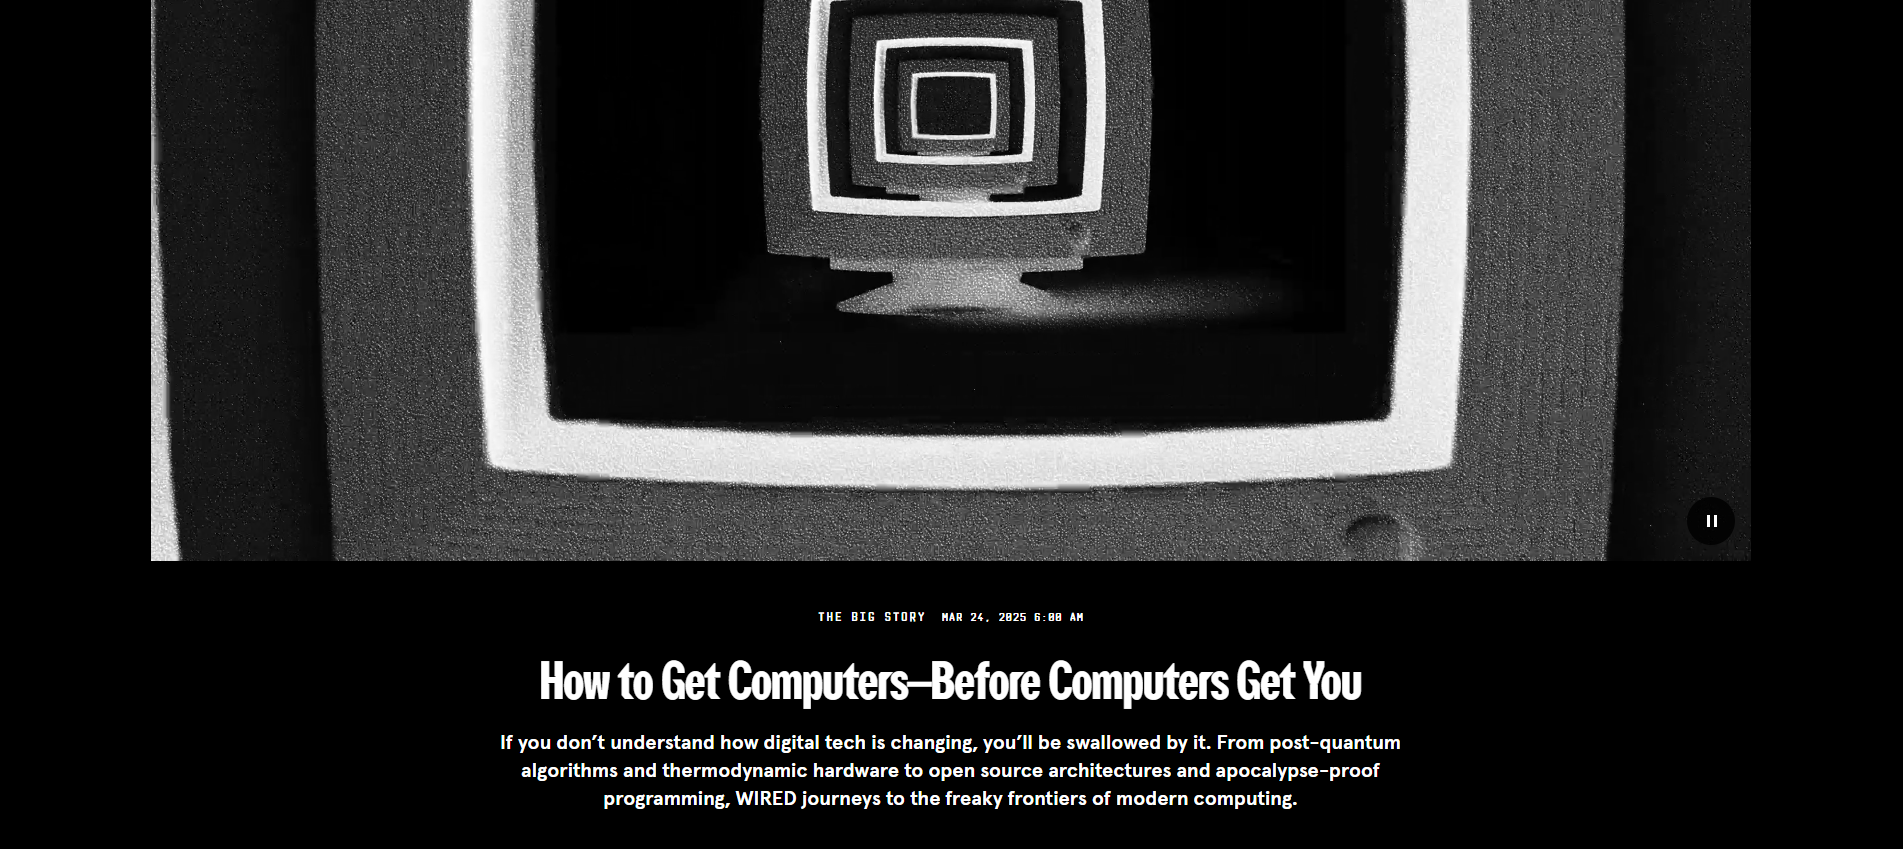 THE BIG STORY MAR 24, 2025 6:00 AM
How to Get Computers—Before Computers Get You
If you don’t understand how digital tech is changing, you’ll be swallowed by it. From post-quantum
algorithms and thermodynamic hardware to open source architectures and apocalypse-proof
programming, WIRED journeys to the freaky frontiers of modern computing.